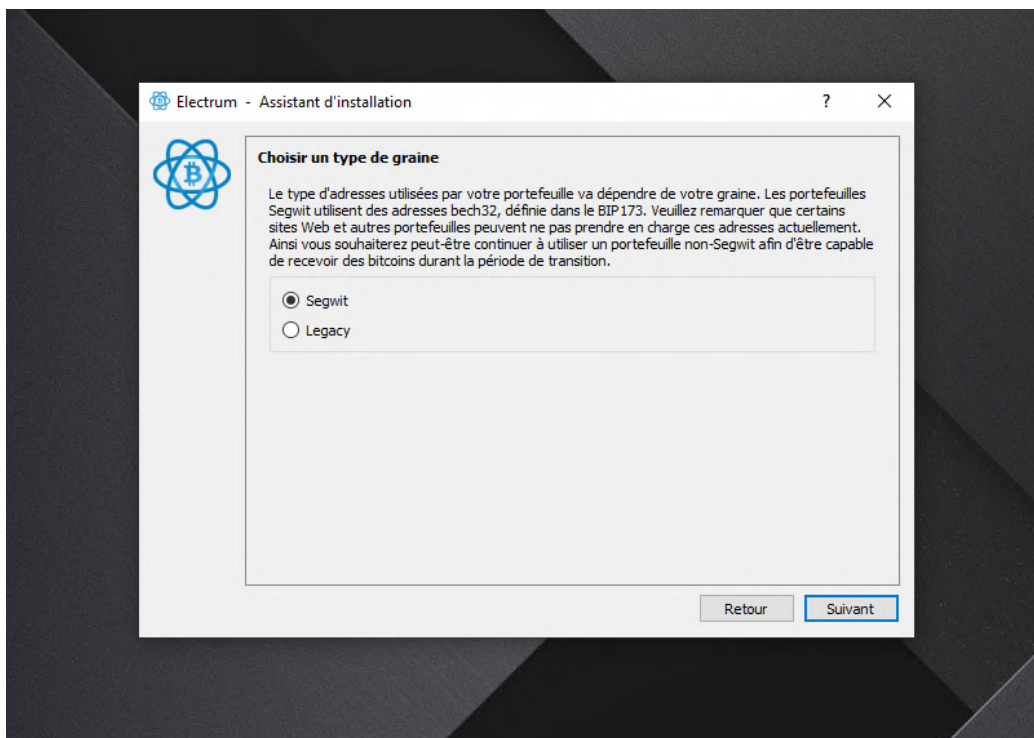 Electrum - Assistant d'installation
Choisir un type de graine
Le type d'adresses utilisées par votre portefeuille va dépendre de votre graine. Les portefeuilles
Segwit utilisent des adresses bech32, définie dans le BIP173. Veuillez remarquer que certains
sites Web et autres portefeuilles peuvent ne pas prendre en charge ces adresses actuellement.
Ainsi vous souhaiterez peut-être continuer à utiliser un portefeuille non-Segwit afin d'être capable
de recevoir des bitcoins durant la période de transition.
Segwit
Legacy
Retour Suivant